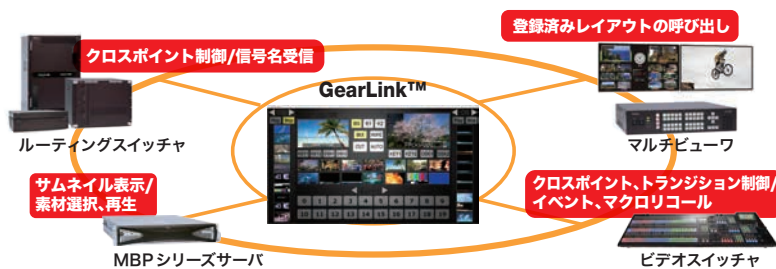 登録済みレイアウトの呼び出し
クロスポイント制御/信号名受信
GearLink™
ルーティングスイッチャ
マルチビューワ
サムネイル表示/
素材選択、再生
クロスポイント、トランジション制御/
イベント、マクロリコール
MBPシリーズサーバ
ビデオスイッチャ